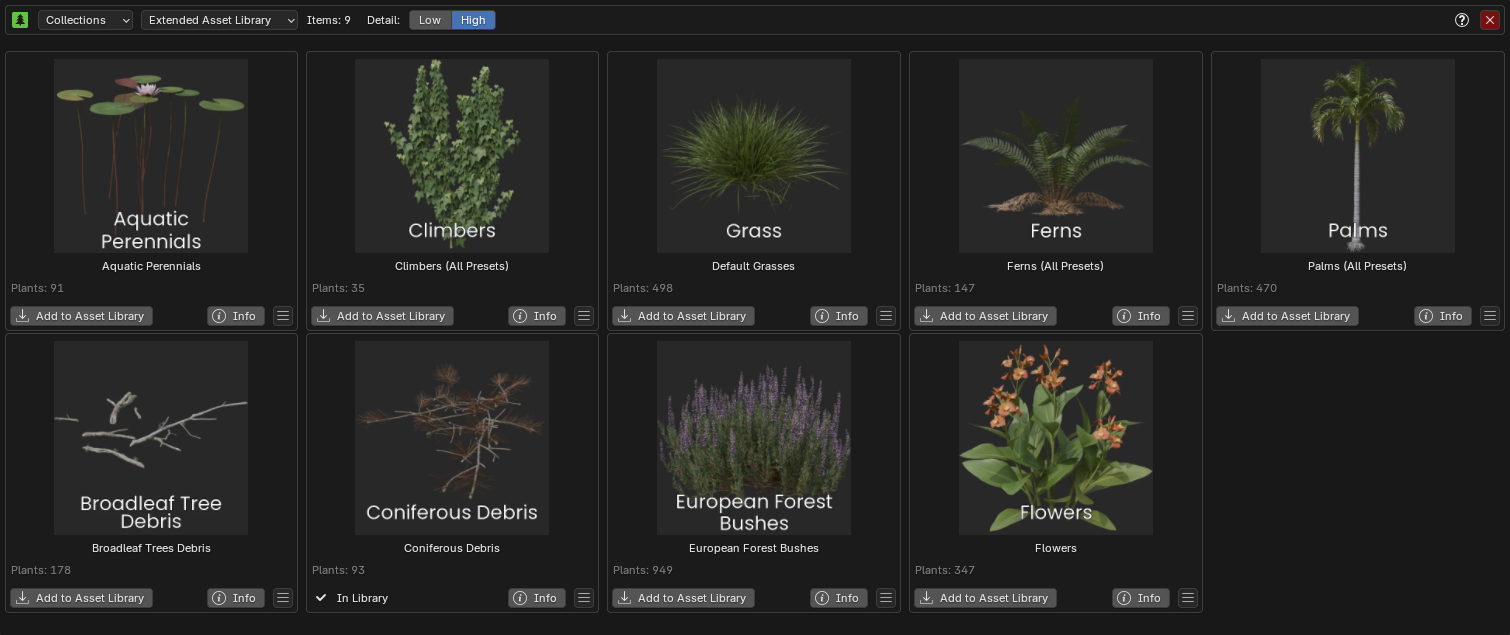 Collections Extended Asset Library Items: 9 Detail: Low High
Aquatic
Perennials
Aquatic Perennials
Plants: 91
Add to Asset Library Info
Climbers
Climbers (All Presets)
Plants: 35
Add to Asset Library Info
Grass
Default Grasses
Plants: 498
Add to Asset Library Info
Ferns
Ferns (All Presets)
Plants: 147
Add to Asset Library Info
Palms
Palms (All Presets)
Plants: 470
Add to Asset Library Info
Broadleaf Tree
Debris
Broadleaf Trees Debris
Plants: 178
Add to Asset Library Info
Coniferous Debris
Coniferous Debris
Plants: 93
In Library Info
European Forest
Bushes
European Forest Bushes
Plants: 949
Add to Asset Library Info
Flowers
Flowers
Plants: 347
Add to Asset Library Info